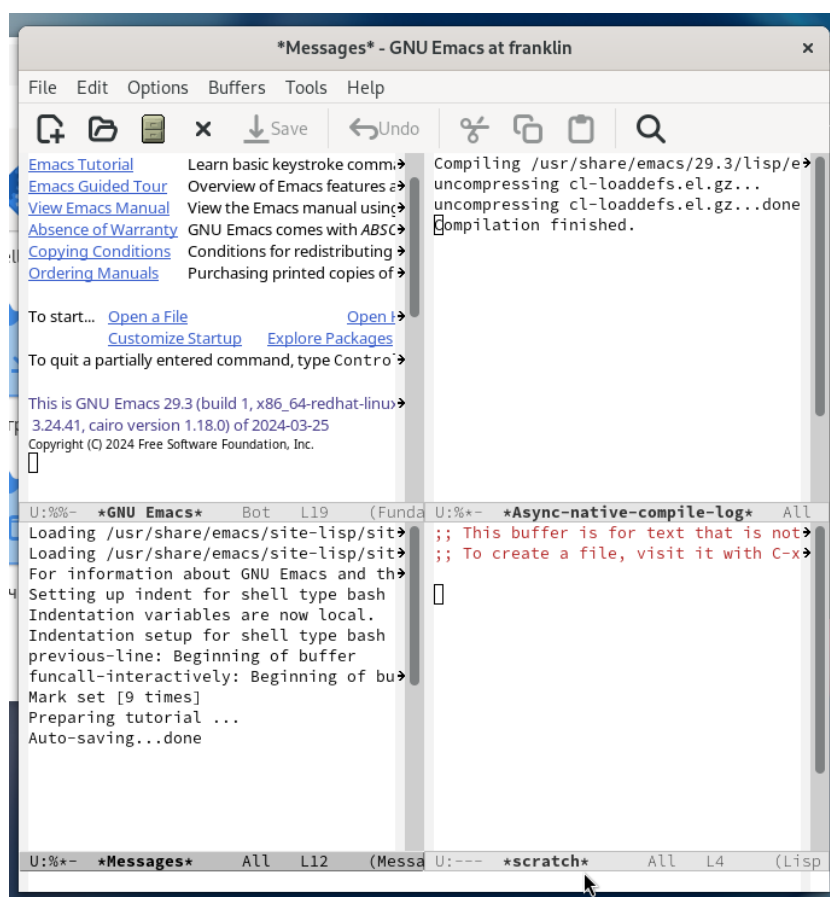 *Messages* - GNU Emacs at franklin
File Edit Options Buffers Tools Help
Save Undo
Emacs Tutorial Learn basic keystroke comma
Emacs Guided Tour Overview of Emacs features a
View Emacs Manual View the Emacs manual using
Absence of Warranty GNU Emacs comes with ABSO
Copying Conditions Conditions for redistributing
Ordering Manuals Purchasing printed copies of
To start... Open a File Open H
Customize Startup Explore Packages
To quit a partially entered command, type Contro
This is GNU Emacs 29.3 (build 1, x86_64-redhat-linux
3.24.41, cairo version 1.18.0) of 2024-03-25
Copyright (C) 2024 Free Software Foundation, Inc.
U:%%- *GNU Emacs* Bot L19 (Funda
Compiling /usr/share/emacs/29.3/lisp/e
uncompressing cl-loaddefs.el.gz...
uncompressing cl-loaddefs.el.gz...done
Compilation finished.
U:%*- *Async-native-compile-log* All
Loading /usr/share/emacs/site-lisp/sit
Loading /usr/share/emacs/site-lisp/sit
For information about GNU Emacs and th
Setting up indent for shell type bash
Indentation variables are now local.
Indentation setup for shell type bash
previous-line: Beginning of buffer
funcall-interactively: Beginning of bu
Mark set [9 times]
Preparing tutorial ...
Auto-saving...done
U:%*- *Messages* All L12 (Messa
;; This buffer is for text that is not
;; To create a file, visit it with C-x
U:--- *scratch* All L4 (Lisp